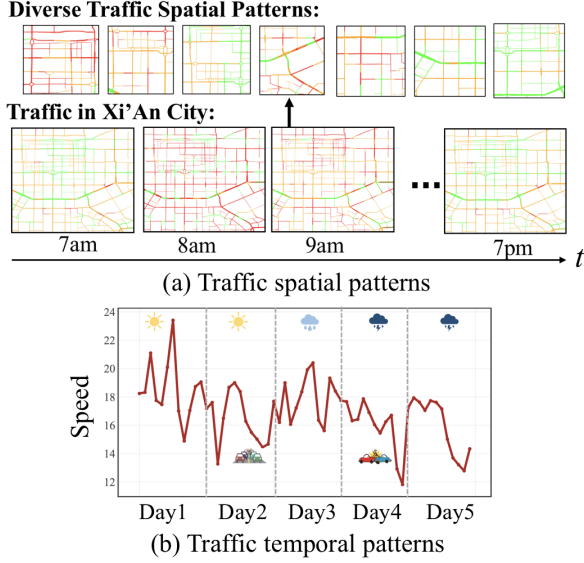 Diverse Traffic Spatial Patterns:
Traffic in Xi'An City:
...
7am 8am 9am 7pm
t
(a) Traffic spatial patterns
24
22
20
18
16
14
12
Speed
Day1 Day2 Day3 Day4 Day5
(b) Traffic temporal patterns